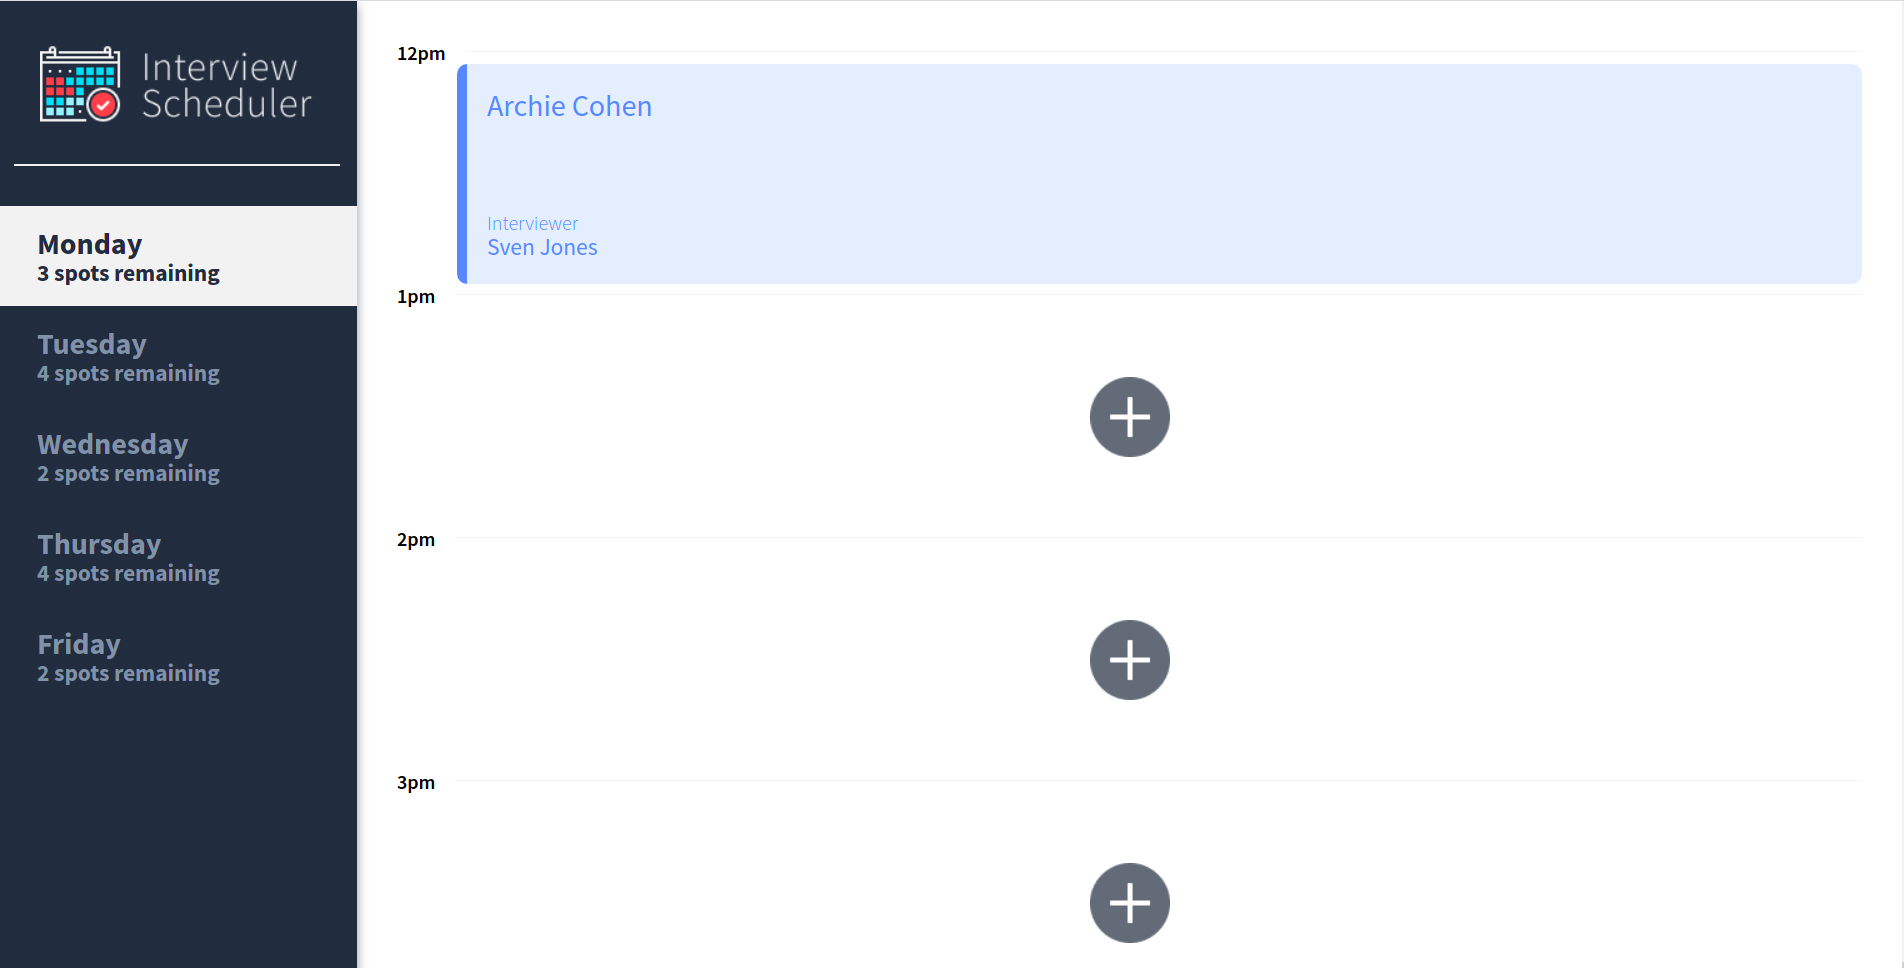 Interview
Scheduler
Monday
3 spots remaining
Tuesday
4 spots remaining
Wednesday
2 spots remaining
Thursday
4 spots remaining
Friday
2 spots remaining
12pm
Archie Cohen
Interviewer
Sven Jones
1pm
2pm
3pm